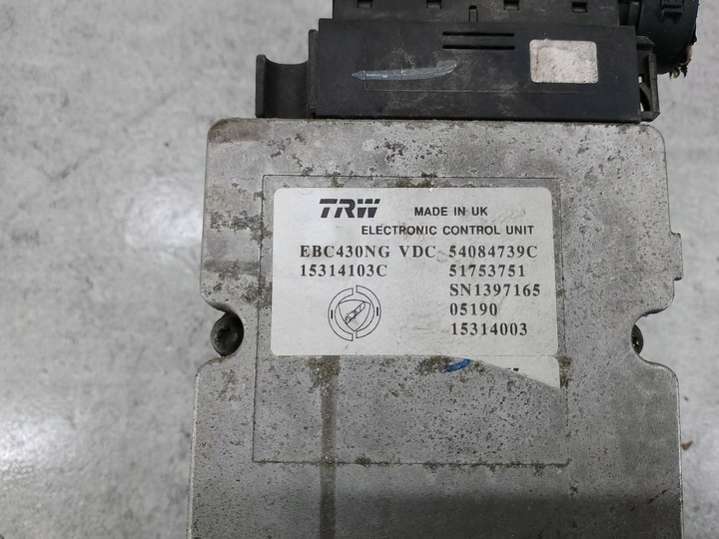 TRW MADE IN UK
ELECTRONIC CONTROL UNIT
EBC430NG VDC 54084739C
15314103C 51753751
SN1397165
05190
15314003